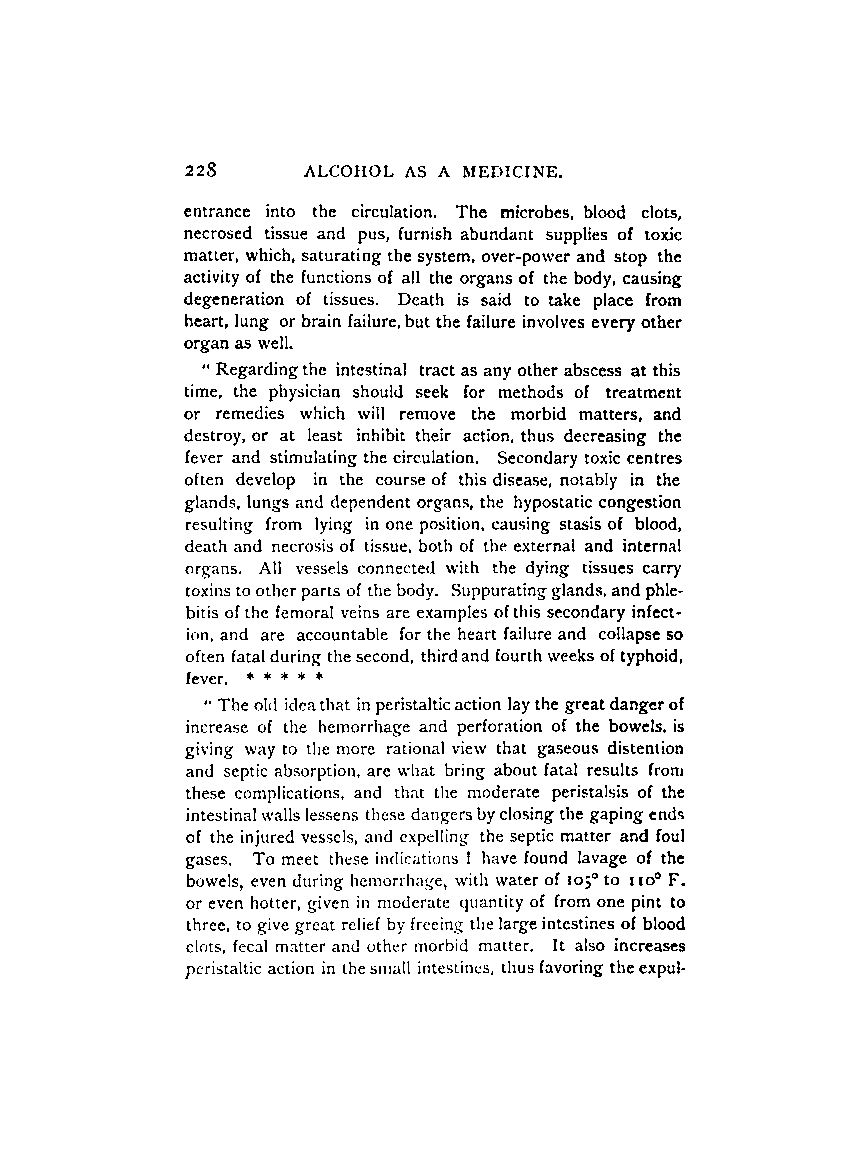 228 ALCOHOL AS A MEDICINE.
entrance into the circulation. The microbes, blood clots,
necrosed tissue and pus, furnish abundant supplies of toxic
matter, which, saturating the system, over-power and stop the
activity of the functions of all the organs of the body, causing
degeneration of tissues. Death is said to take place from
heart, lung or brain failure, but the failure involves every other
organ as well.
" Regarding the intestinal tract as any other abscess at this
time, the physician should seek for methods of treatment
or remedies which will remove the morbid matters, and
destroy, or at least inhibit their action, thus decreasing the
fever and stimulating the circulation. Secondary toxic centres
often develop in the course of this disease, notably in the
glands, lungs and dependent organs, the hypostatic congestion
resulting from lying in one position, causing stasis of blood,
death and necrosis of tissue, both of the external and internal
organs. All vessels connected with the dying tissues carry
toxins to other parts of the body. Suppurating glands, and phle-
bitis of the femoral veins are examples of this secondary infect-
ion, and are accountable for the heart failure and collapse so
often fatal during the second, third and fourth weeks of typhoid,
fever. * * * * *
" The old idea that in peristaltic action lay the great danger of
increase of the hemorrhage and perforation of the bowels, is
giving way to the more rational view that gaseous distention
and septic absorption, are what bring about fatal results from
these complications, and that the moderate peristalsis of the
intestinal walls lessens these dangers by closing the gaping ends
of the injured vessels, and expelling the septic matter and foul
gases. To meet these indications I have found lavage of the
bowels, even during hemorrhage, with water of 105° to 110° F.
or even hotter, given in moderate quantity of from one pint to
three, to give great relief by freeing the large intestines of blood
clots, fecal matter and other morbid matter. It also increases
peristaltic action in the small intestines, thus favoring the expul-